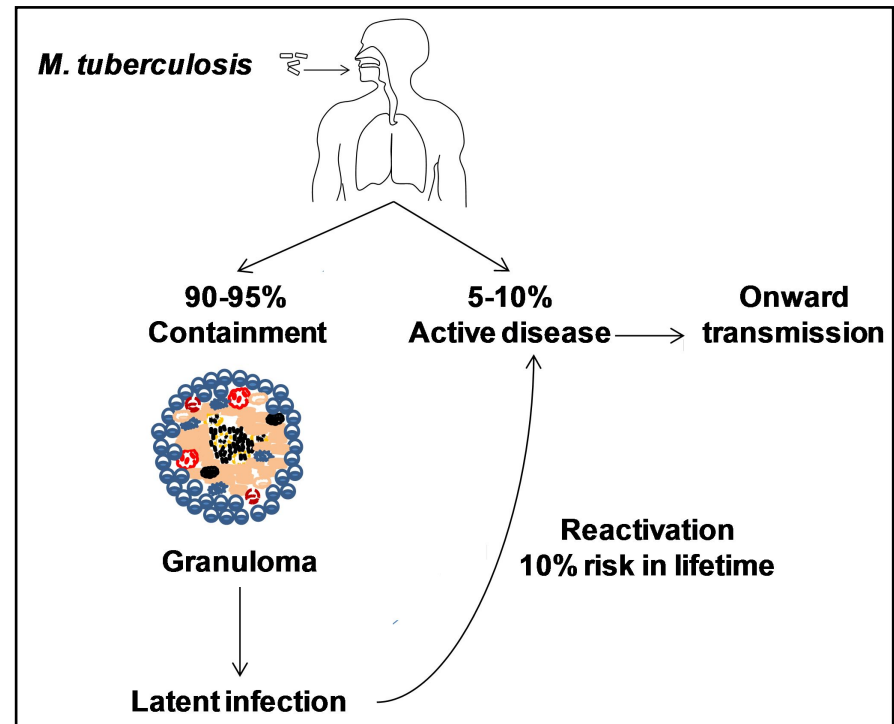 M. tuberculosis
90-95%
Containment
5-10%
Active disease
Onward
transmission
Granuloma
Reactivation
10% risk in lifetime
Latent infection